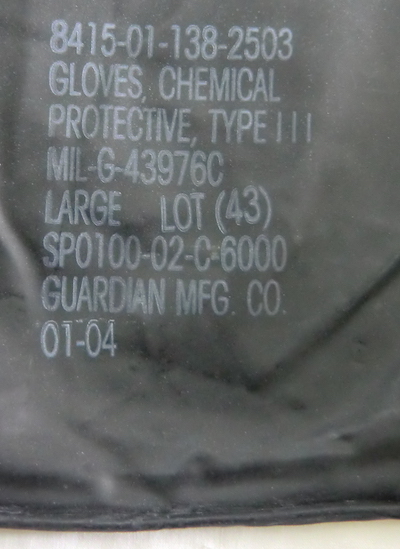 8415-01-138-2503
GLOVES, CHEMICAL
PROTECTIVE, TYPE III
MIL-G-43976C
LARGE LOT (43)
SPO100-02-C-6000
GUARDIAN MFG. CO.
01-04